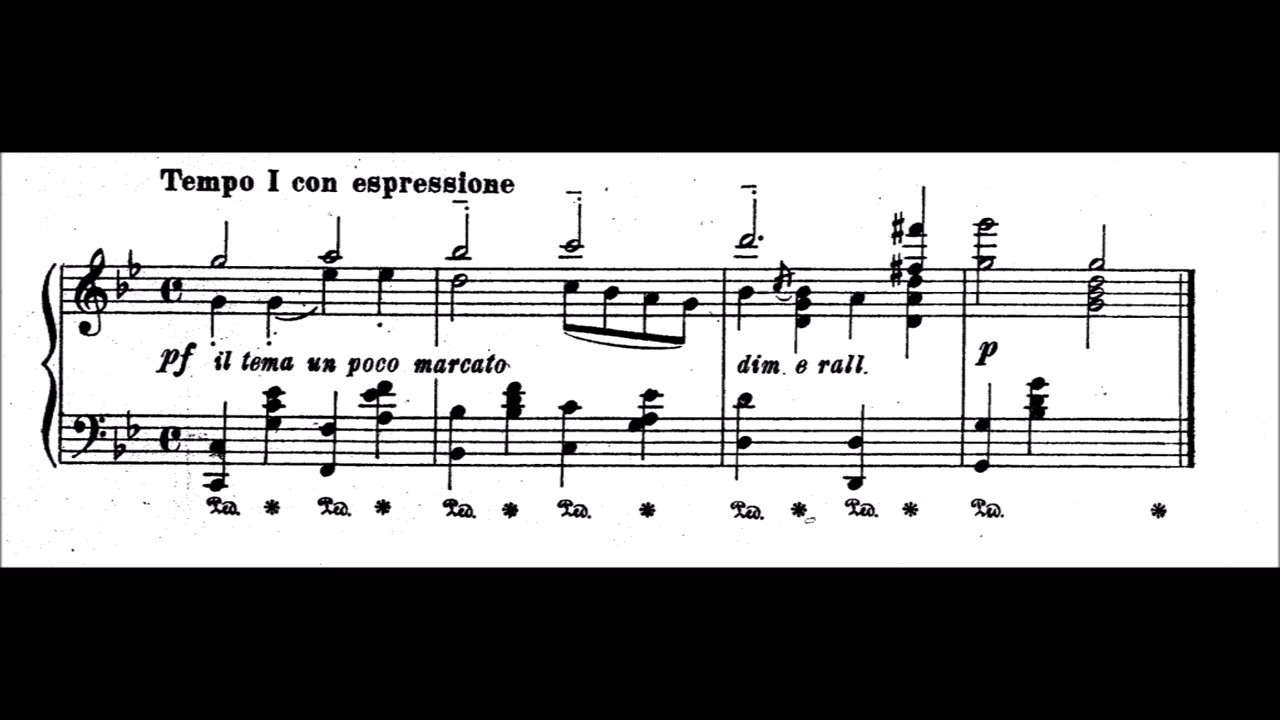 Tempo I con espressione
pf il tema un poco marcato dim. e rall. p
Ped. * Ped. * Ped. * Ped. * Ped. * Ped. * Ped. *